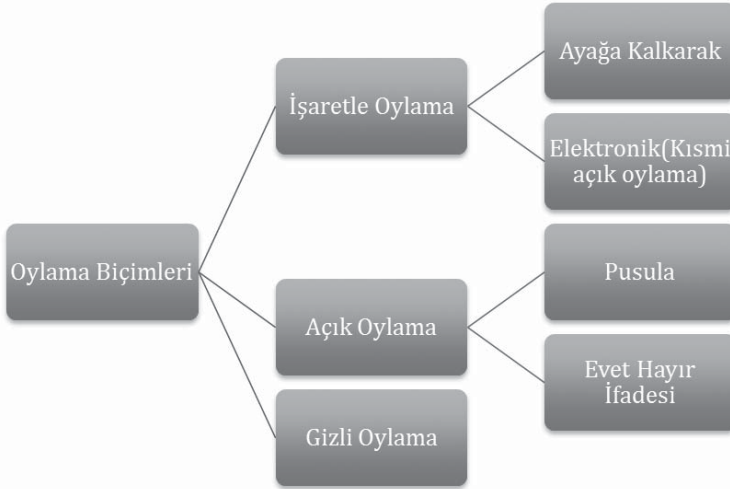 Oylama Biçimleri
İşaretle Oylama
Ayağa Kalkarak
Elektronik(Kısmi
açık oylama)
Açık Oylama
Pusula
Evet Hayır
İfadesi
Gizli Oylama